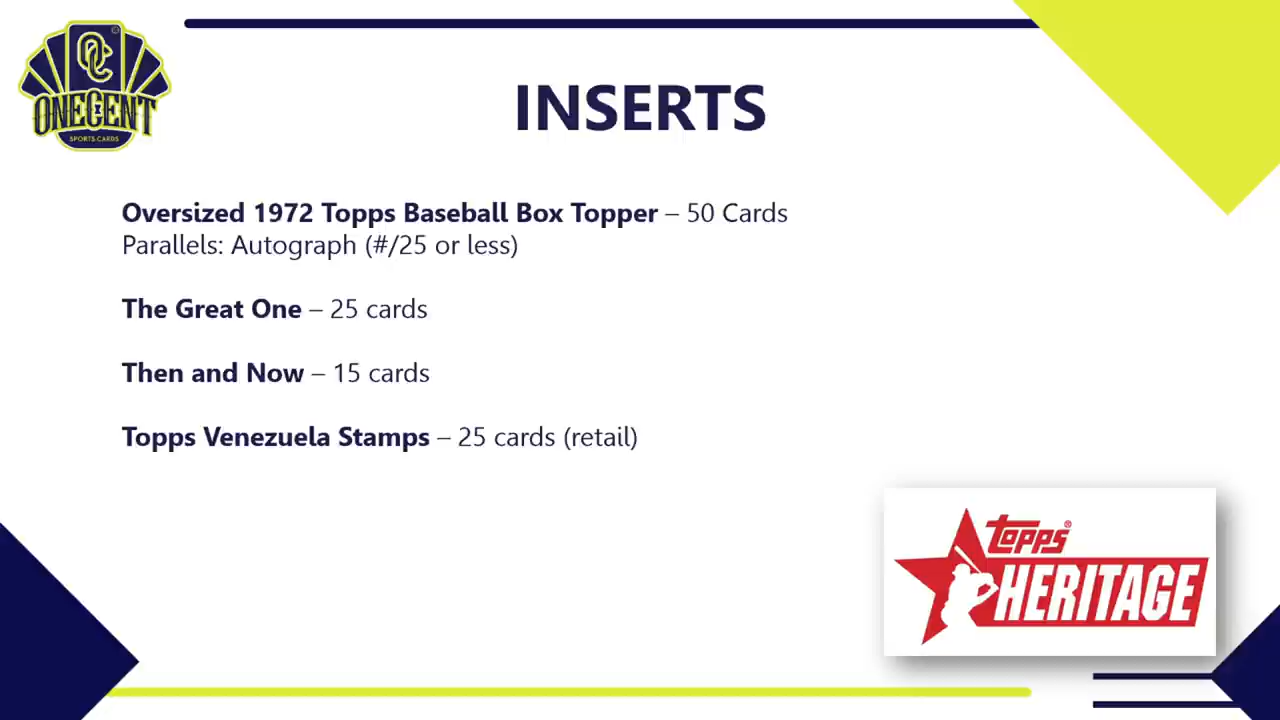 OC
ONECENT
SPORTS CARDS
INSERTS
Oversized 1972 Topps Baseball Box Topper – 50 Cards
Parallels: Autograph (#/25 or less)
The Great One – 25 cards
Then and Now – 15 cards
Topps Venezuela Stamps – 25 cards (retail)
topps®
HERITAGE